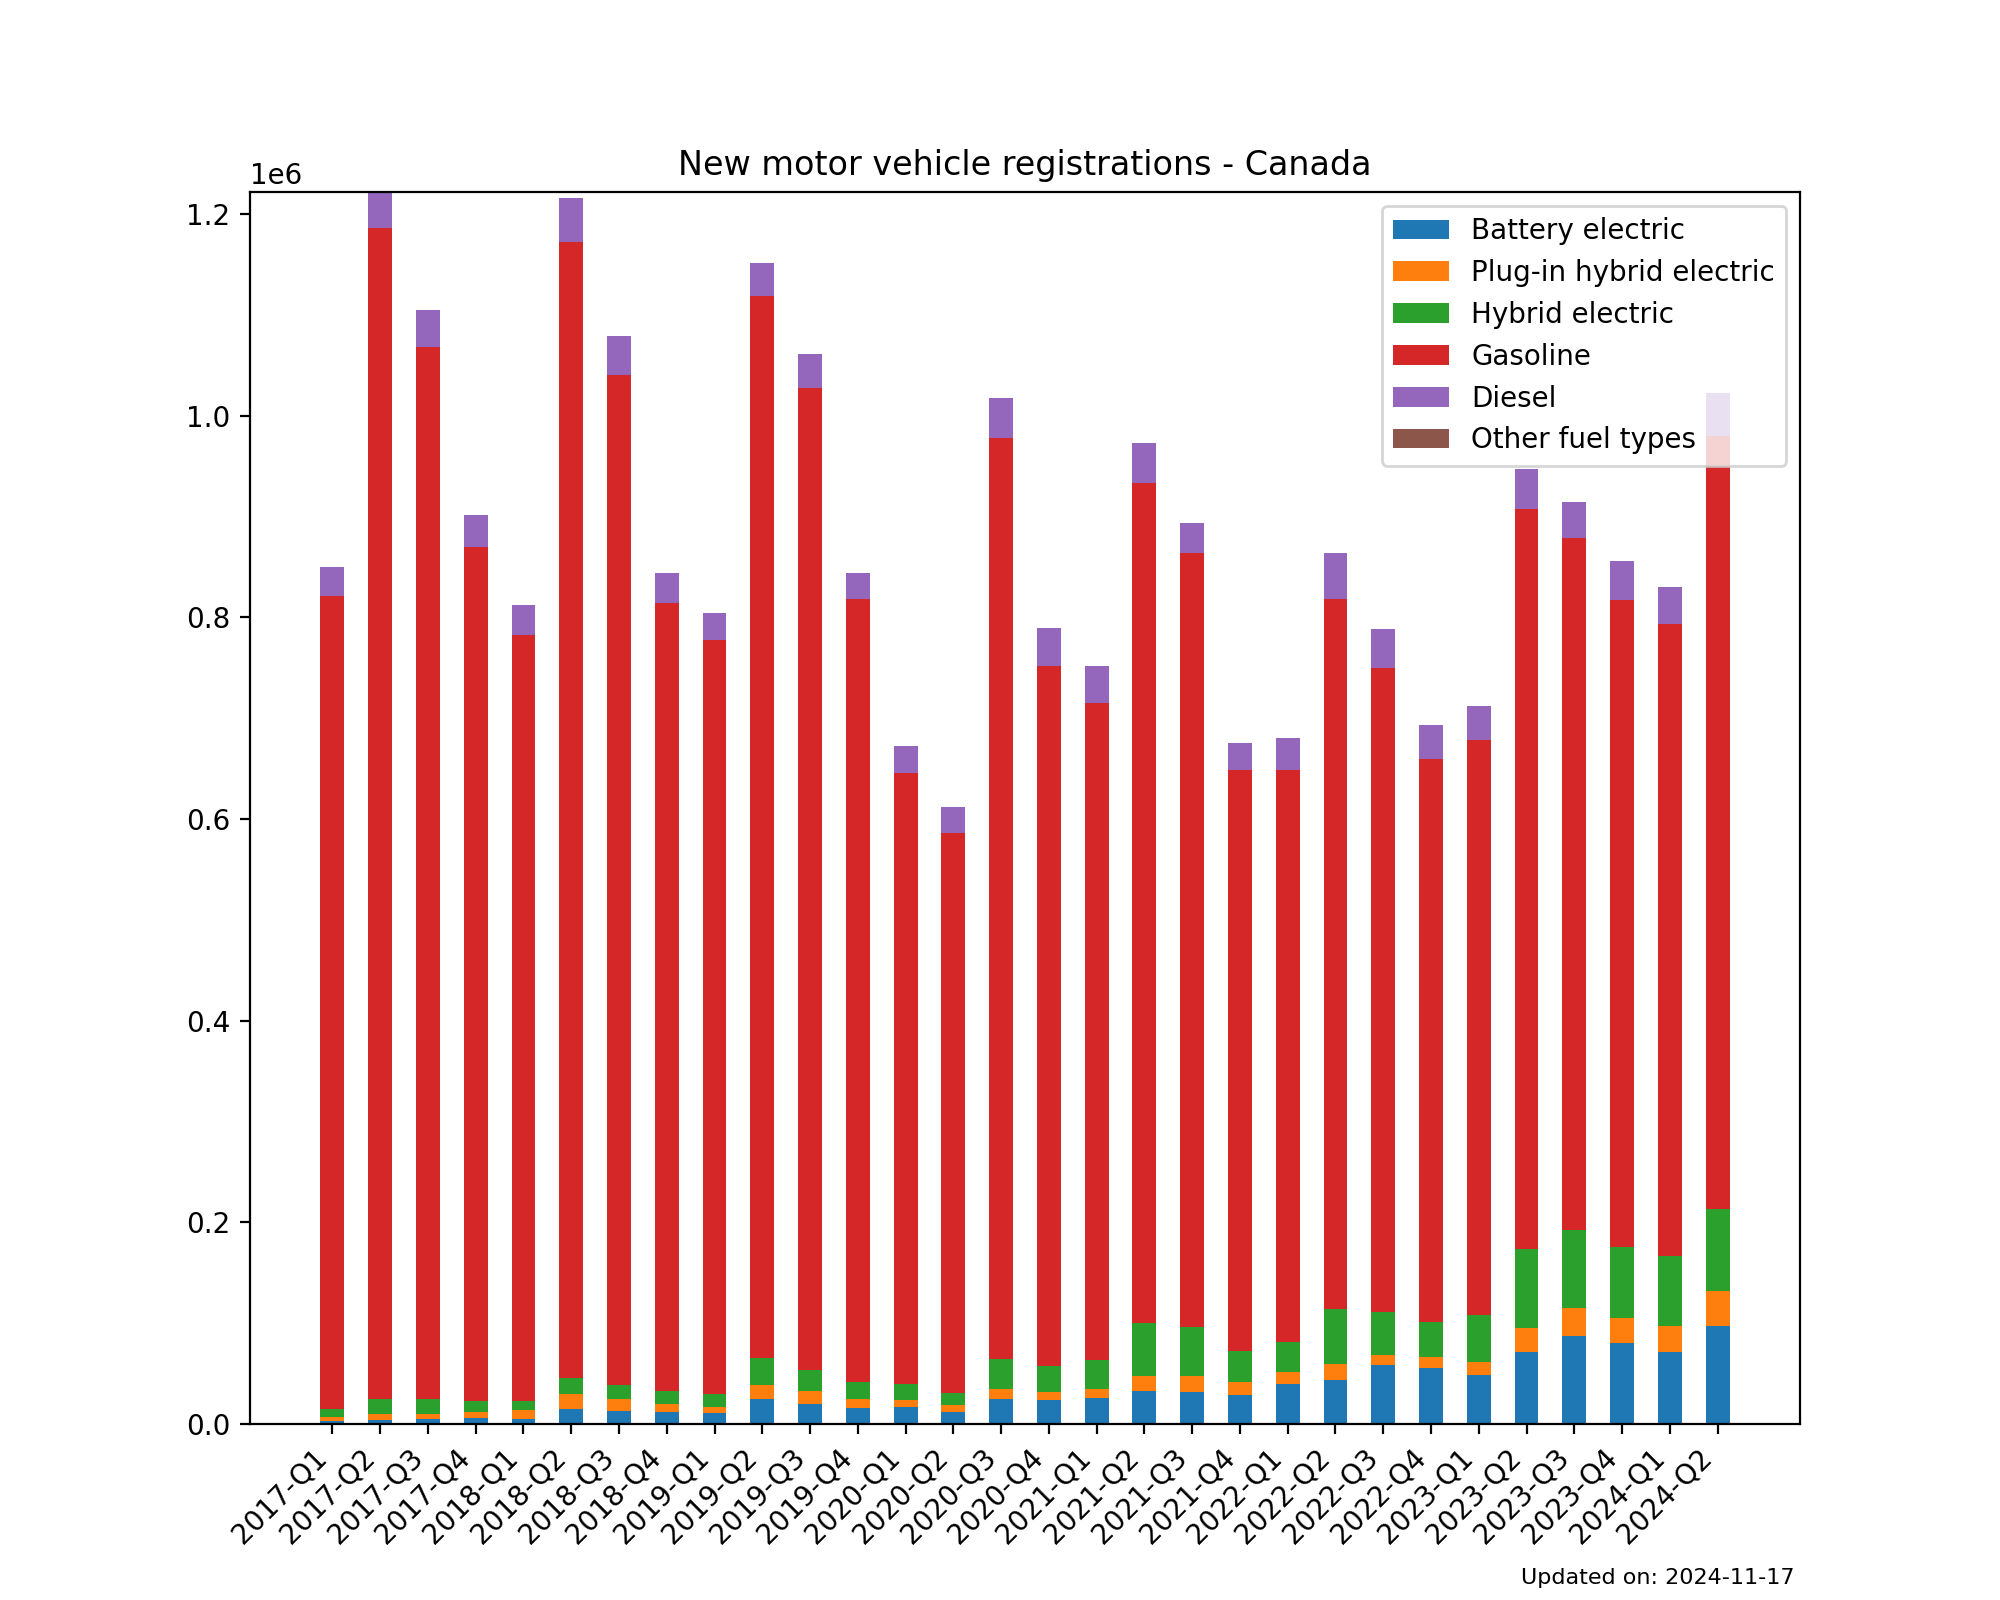 New motor vehicle registrations - Canada
1e6
1.2
1.0
0.8
0.6
0.4
0.2
0.0
Battery electric
Plug-in hybrid electric
Hybrid electric
Gasoline
Diesel
Other fuel types
2017-Q1
2017-Q2
2017-Q3
2017-Q4
2018-Q1
2018-Q2
2018-Q3
2018-Q4
2019-Q1
2019-Q2
2019-Q3
2019-Q4
2020-Q1
2020-Q2
2020-Q3
2020-Q4
2021-Q1
2021-Q2
2021-Q3
2021-Q4
2022-Q1
2022-Q2
2022-Q3
2022-Q4
2023-Q1
2023-Q2
2023-Q3
2023-Q4
2024-Q1
2024-Q2
Updated on: 2024-11-17